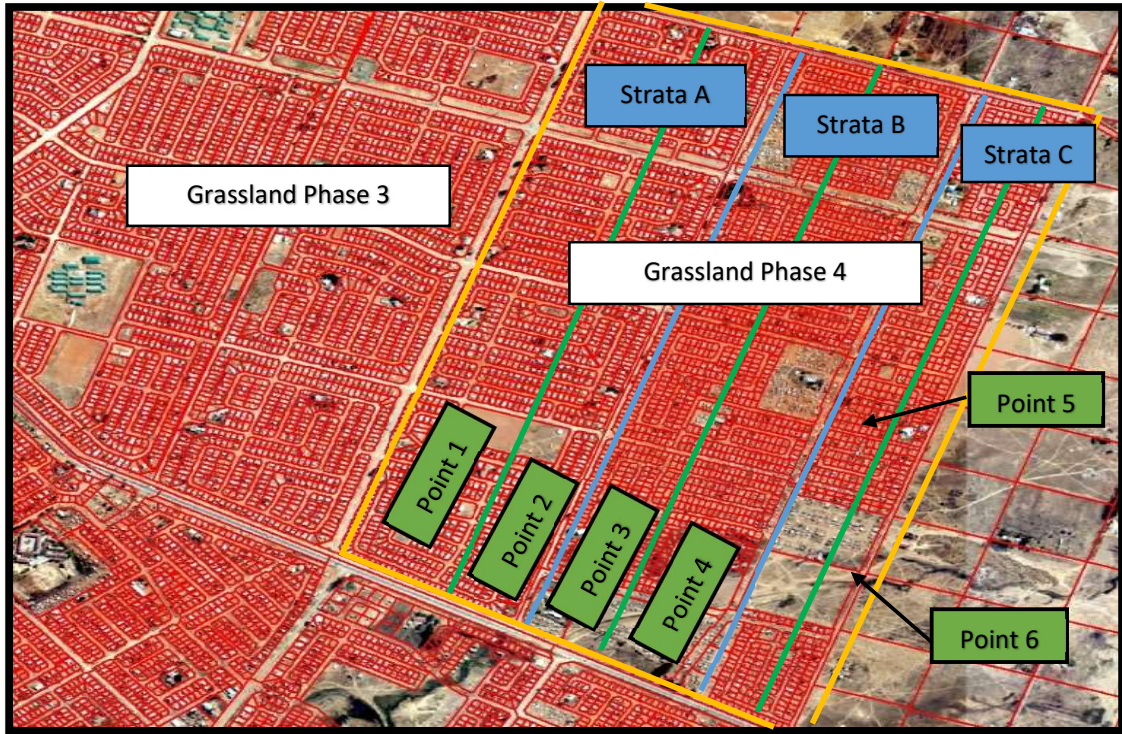 Strata A
Strata B
Strata C
Grassland Phase 3
Grassland Phase 4
Point 1
Point 2
Point 3
Point 4
Point 5
Point 6